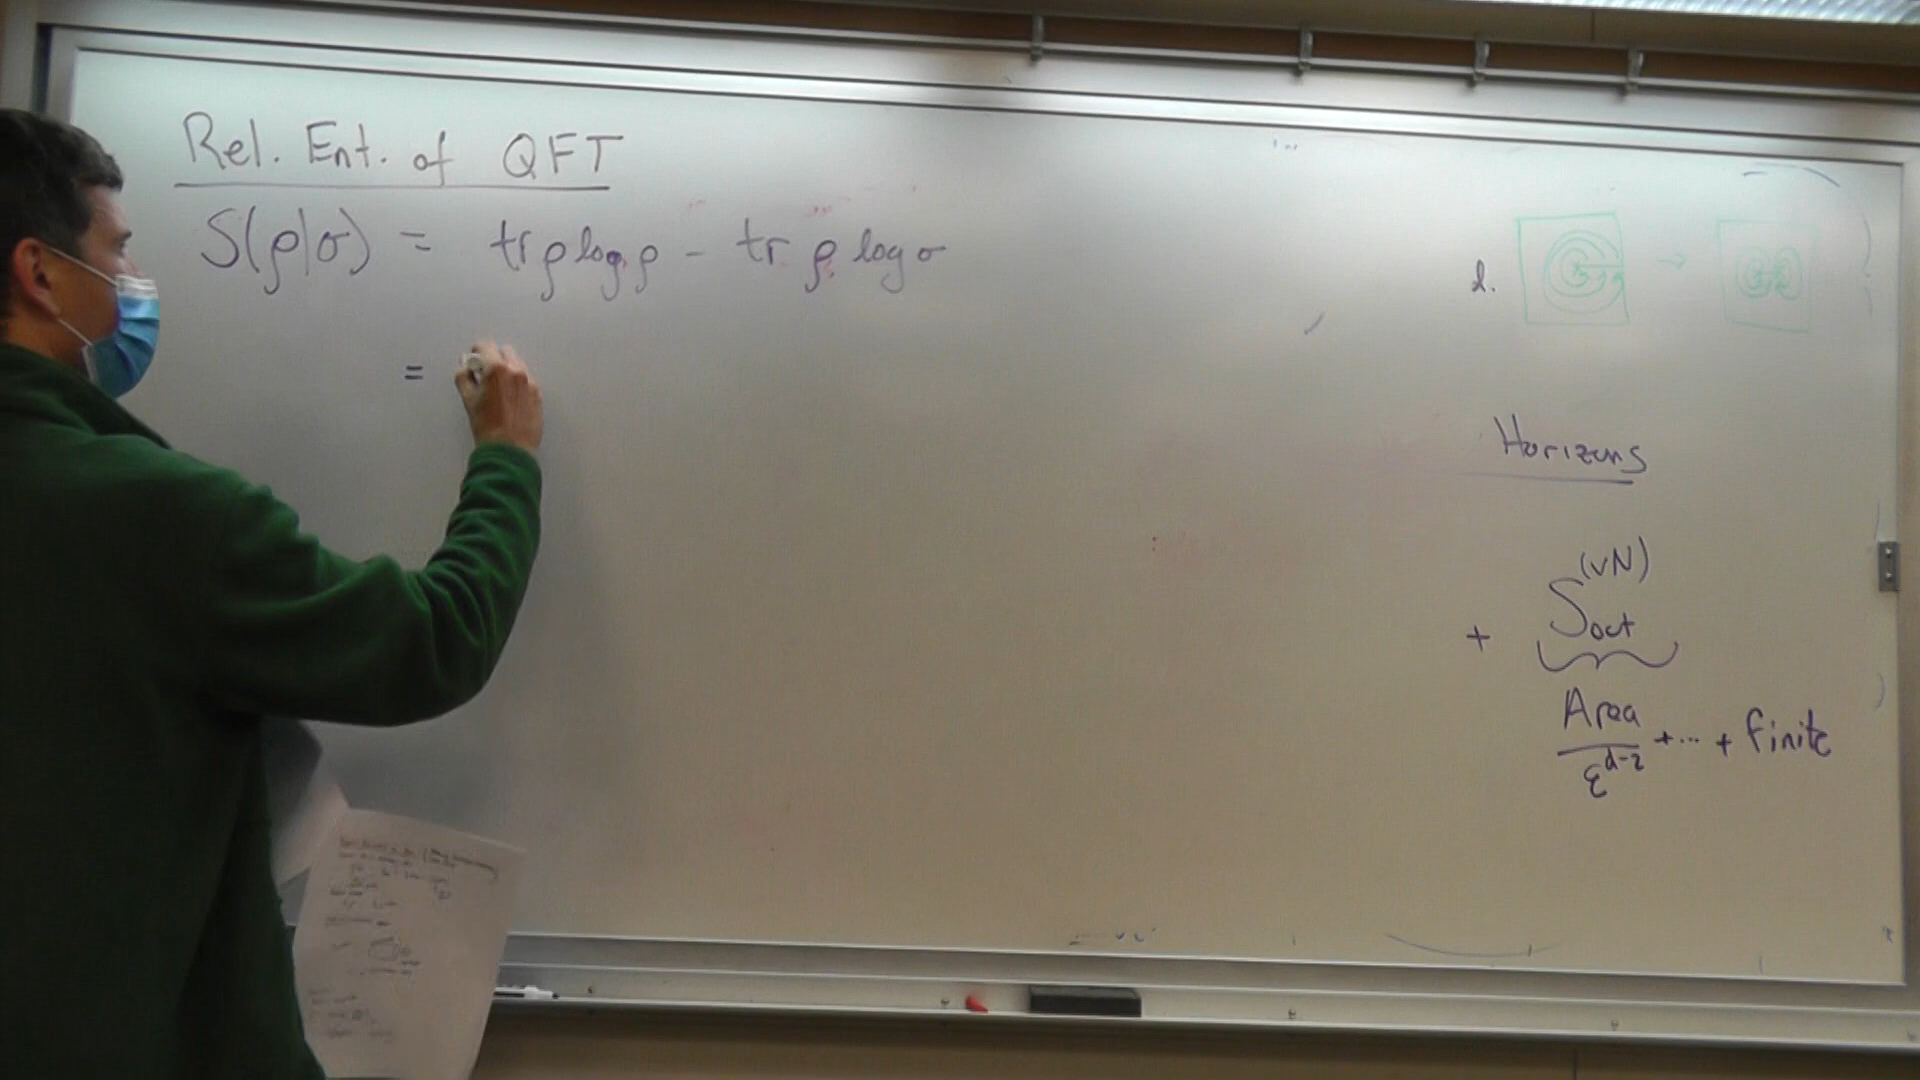 Rel. Ent. of QFT
S(ρ|σ) = tr ρ log ρ - tr ρ log σ
=
2.
→
Horizons
+ S_out^(vN)
Area/ε^(d-2) + ... + finite